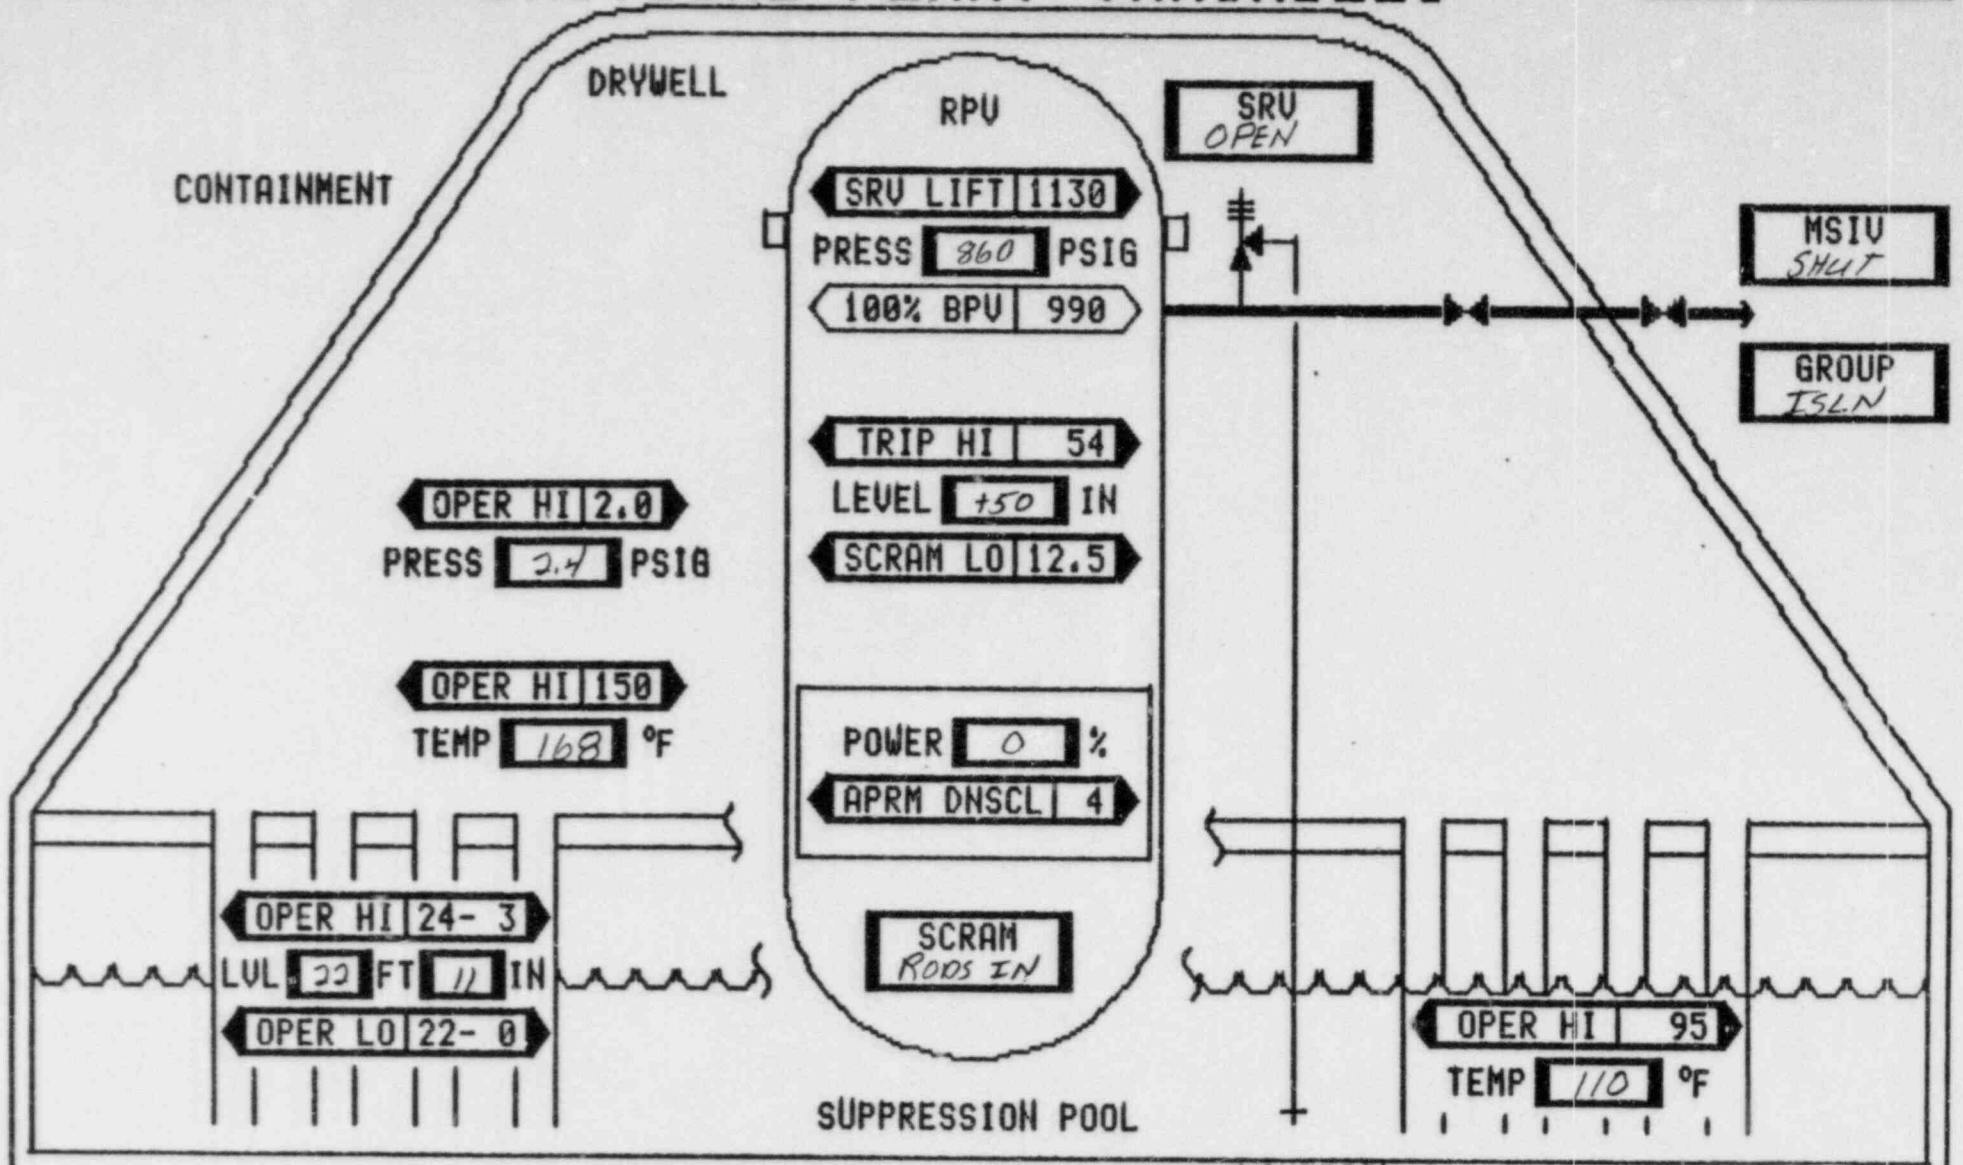 DRYWELL
RPV
SRV
OPEN
CONTAINMENT
SRV LIFT 1130
PRESS 860 PSIG
100% BPV 990
MSIV
SHUT
GROUP
ISLN
TRIP HI 54
LEVEL +50 IN
SCRAM LO 12.5
OPER HI 2.0
PRESS 2.4 PSIG
OPER HI 150
TEMP 168 °F
POWER 0 %
APRM DNSCL 4
OPER HI 24- 3
LVL 22 FT 11 IN
OPER LO 22- 0
SCRAM
RODS IN
OPER HI 95
TEMP 110 °F
SUPPRESSION POOL